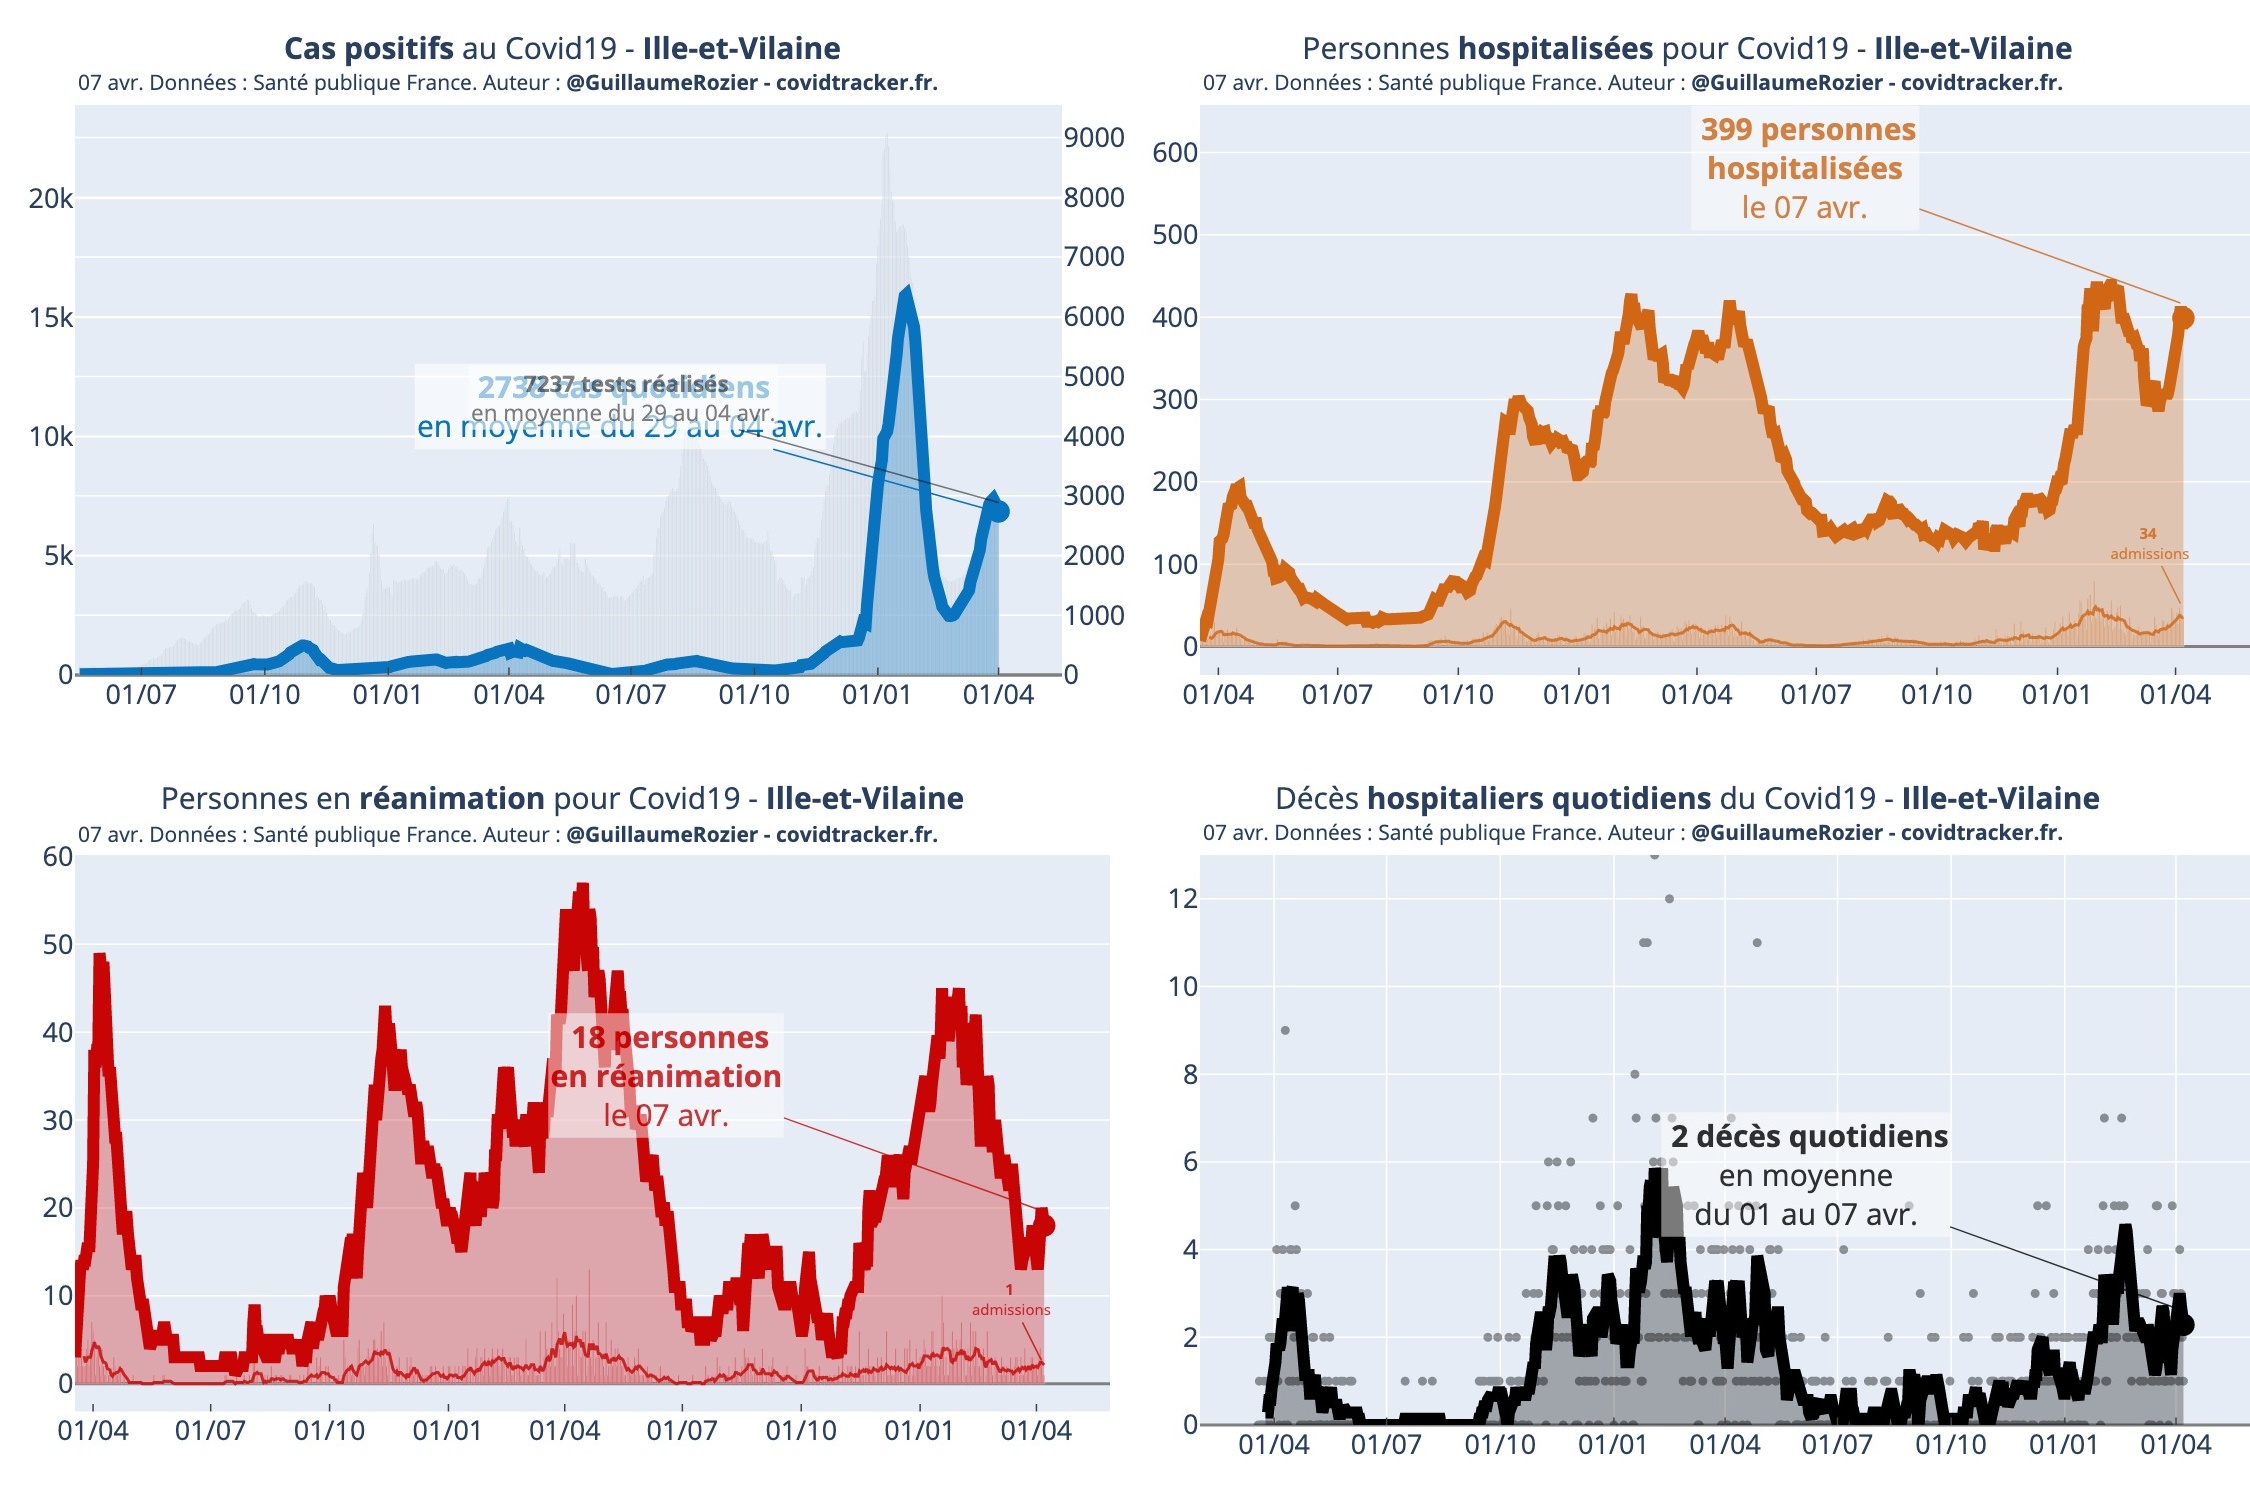 Cas positifs au Covid19 - Ille-et-Vilaine
07 avr. Données : Santé publique France. Auteur : @GuillaumeRozier - covidtracker.fr.
20k
15k
10k
5k
0
9000
8000
7000
6000
5000
4000
3000
2000
1000
0
2738 cas quotidiens
en moyenne du 29 au 04 avr.
7237 tests réalisés
en moyenne du 29 au 04 avr.
01/07 01/10 01/01 01/04 01/07 01/10 01/01 01/04
Personnes hospitalisées pour Covid19 - Ille-et-Vilaine
07 avr. Données : Santé publique France. Auteur : @GuillaumeRozier - covidtracker.fr.
600
500
400
300
200
100
0
399 personnes
hospitalisées
le 07 avr.
34
admissions
01/04 01/07 01/10 01/01 01/04 01/07 01/10 01/01 01/04
Personnes en réanimation pour Covid19 - Ille-et-Vilaine
07 avr. Données : Santé publique France. Auteur : @GuillaumeRozier - covidtracker.fr.
60
50
40
30
20
10
0
18 personnes
en réanimation
le 07 avr.
1
admissions
01/04 01/07 01/10 01/01 01/04 01/07 01/10 01/01 01/04
Décès hospitaliers quotidiens du Covid19 - Ille-et-Vilaine
07 avr. Données : Santé publique France. Auteur : @GuillaumeRozier - covidtracker.fr.
12
10
8
6
4
2
0
2 décès quotidiens
en moyenne
du 01 au 07 avr.
01/04 01/07 01/10 01/01 01/04 01/07 01/10 01/01 01/04